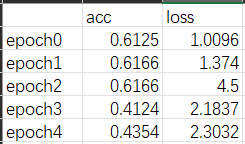 acc loss
epoch0 0.6125 1.0096
epoch1 0.6166 1.374
epoch2 0.6166 4.5
epoch3 0.4124 2.1837
epoch4 0.4354 2.3032